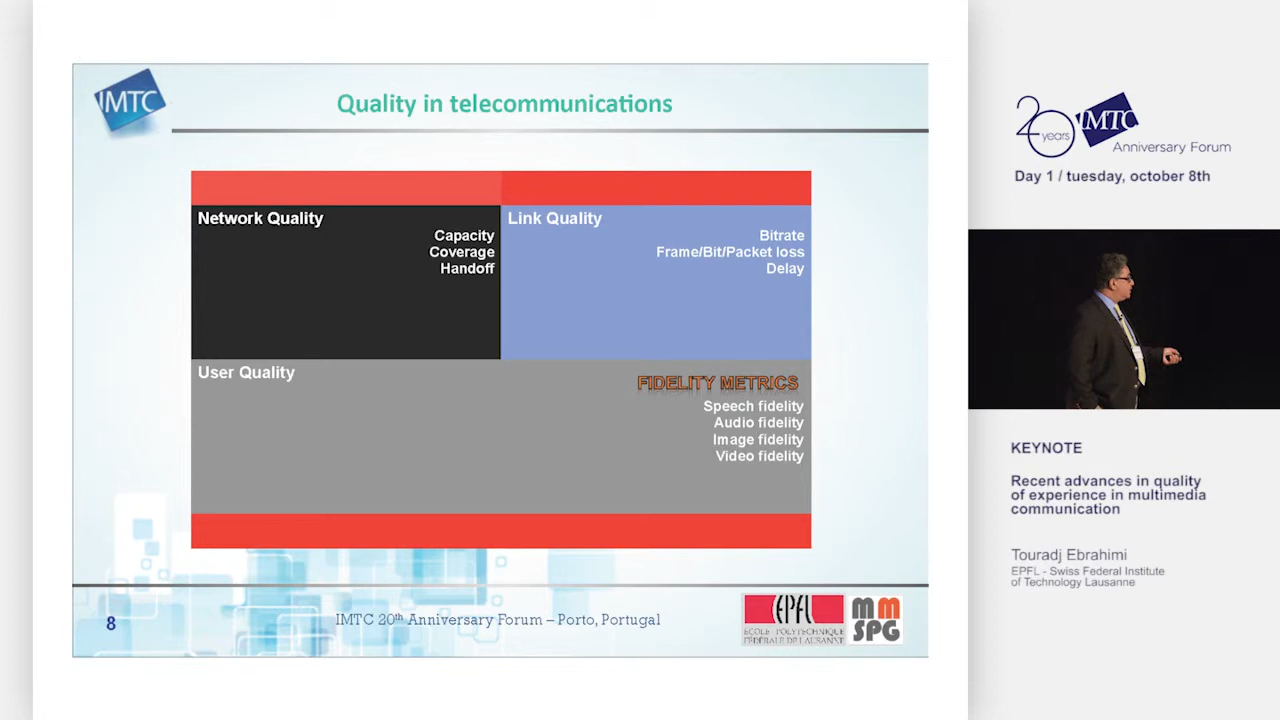 IMTC
Quality in telecommunications
Network Quality
Capacity
Coverage
Handoff
Link Quality
Bitrate
Frame/Bit/Packet loss
Delay
User Quality
FIDELITY METRICS
Speech fidelity
Audio fidelity
Image fidelity
Video fidelity
8
IMTC 20th Anniversary Forum – Porto, Portugal
EPFL
ÉCOLE POLYTECHNIQUE
FÉDÉRALE DE LAUSANNE
MM
SPG
20 years IMTC
Anniversary Forum
Day 1 / tuesday, october 8th
KEYNOTE
Recent advances in quality
of experience in multimedia
communication
Touradj Ebrahimi
EPFL - Swiss Federal Institute
of Technology Lausanne